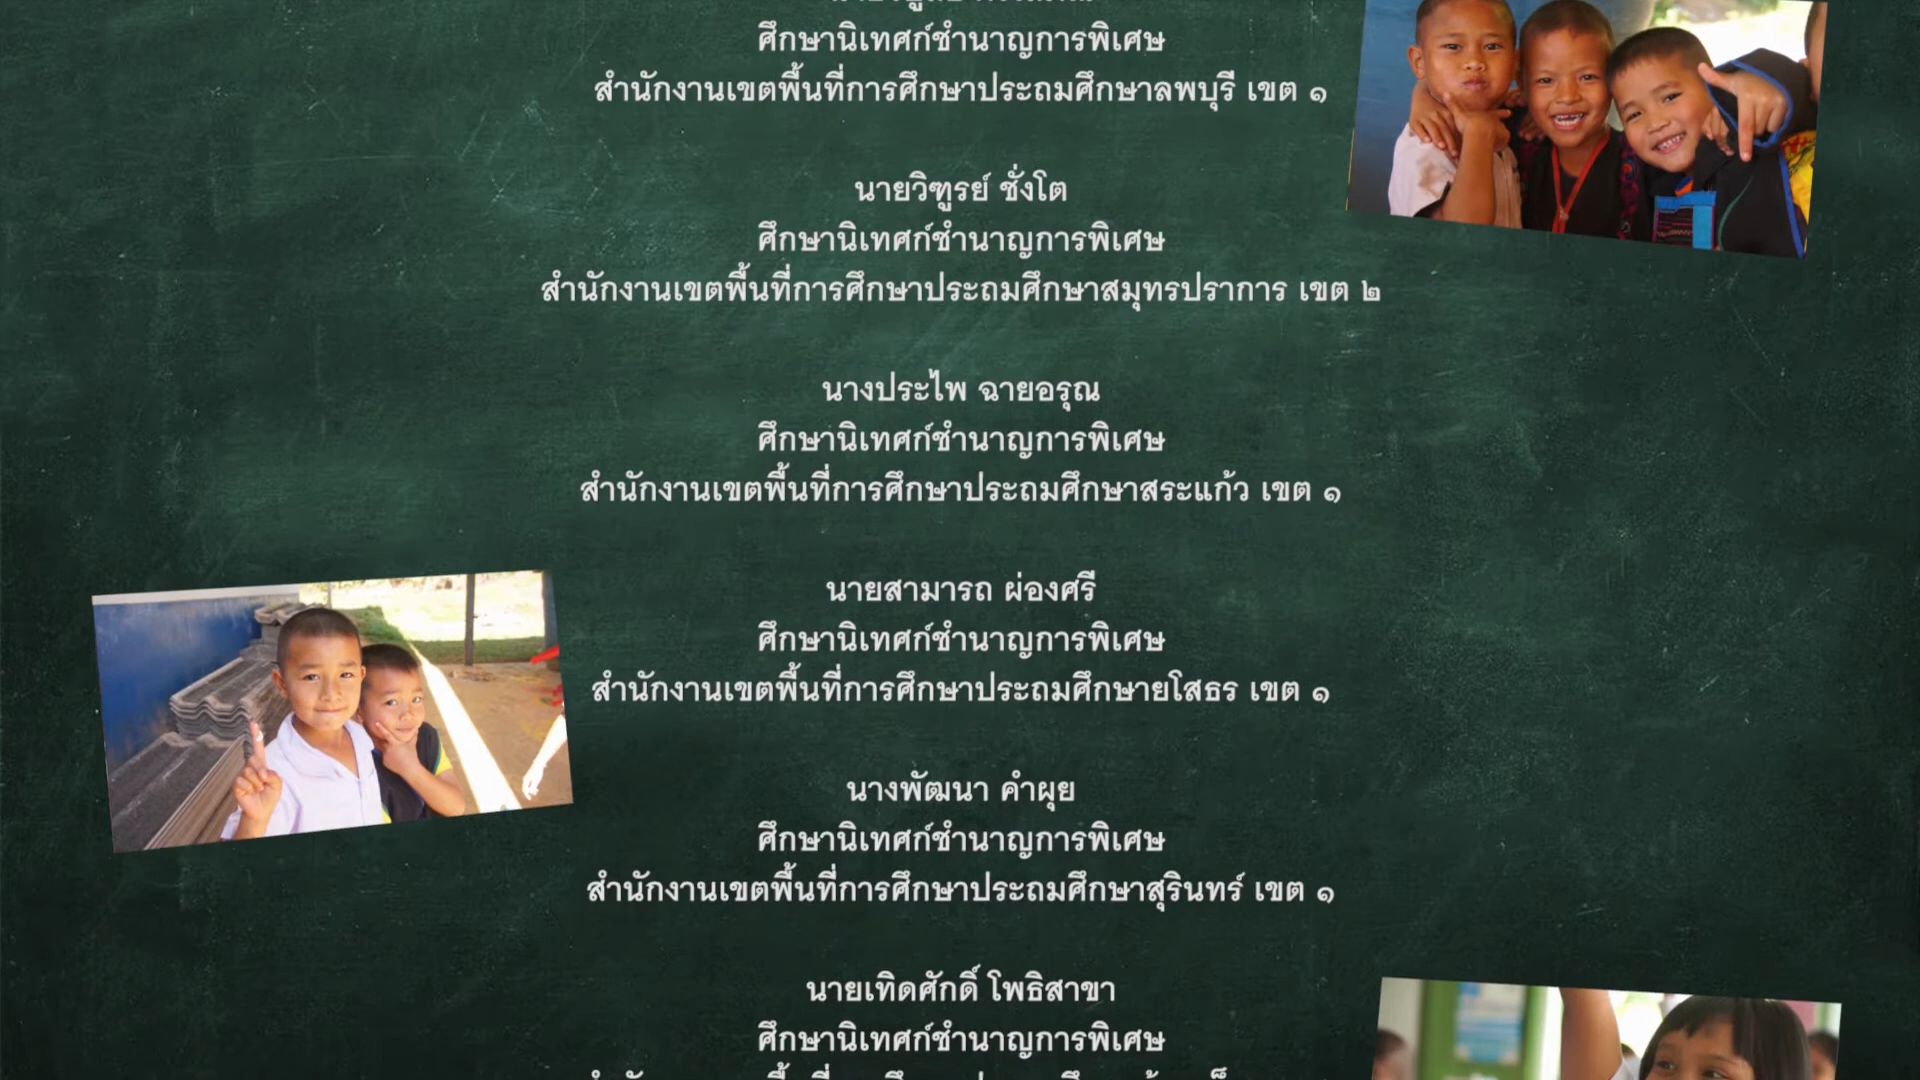 ศึกษานิเทศก์ชำนาญการพิเศษ
สำนักงานเขตพื้นที่การศึกษาประถมศึกษาลพบุรี เขต ๑
นายวิฑูรย์ ชั่งโต
ศึกษานิเทศก์ชำนาญการพิเศษ
สำนักงานเขตพื้นที่การศึกษาประถมศึกษาสมุทรปราการ เขต ๒
นางประไพ ฉายอรุณ
ศึกษานิเทศก์ชำนาญการพิเศษ
สำนักงานเขตพื้นที่การศึกษาประถมศึกษาสระแก้ว เขต ๑
นายสามารถ ผ่องศรี
ศึกษานิเทศก์ชำนาญการพิเศษ
สำนักงานเขตพื้นที่การศึกษาประถมศึกษายโสธร เขต ๑
นางพัฒนา คำผุย
ศึกษานิเทศก์ชำนาญการพิเศษ
สำนักงานเขตพื้นที่การศึกษาประถมศึกษาสุรินทร์ เขต ๑
นายเทิดศักดิ์ โพธิสาขา
ศึกษานิเทศก์ชำนาญการพิเศษ